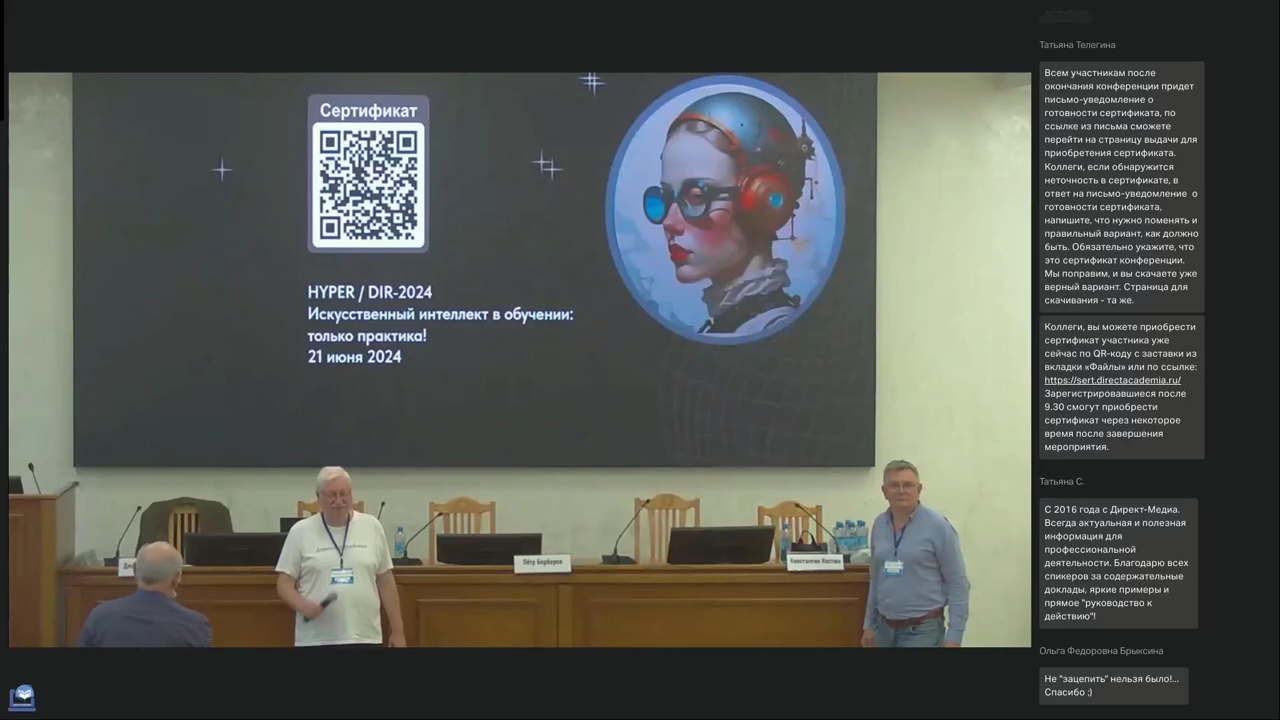 Сертификат
HYPER / DIR-2024
Искусственный интеллект в обучении:
только практика!
21 июня 2024
Пётр Берберов
Татьяна Телегина
Всем участникам после
окончания конференции придет
письмо-уведомление о
готовности сертификата, по
ссылке из письма сможете
перейти на страницу выдачи для
приобретения сертификата.
Коллеги, если обнаружится
неточность в сертификате, в
ответ на письмо-уведомление о
готовности сертификата,
напишите, что нужно поменять и
правильный вариант, как должно
быть. Обязательно укажите, что
это сертификат конференции.
Мы поправим, и вы скачаете уже
верный вариант. Страница для
скачивания - та же.
Коллеги, вы можете приобрести
сертификат участника уже
сейчас по QR-коду с заставки из
вкладки «Файлы» или по ссылке:
https://sert.directacademia.ru/
Зарегистрировавшиеся после
9.30 смогут приобрести
сертификат через некоторое
время после завершения
мероприятия.
Татьяна С.
С 2016 года с Директ-Медиа.
Всегда актуальная и полезная
информация для
профессиональной
деятельности. Благодарю всех
спикеров за содержательные
доклады, яркие примеры и
прямое "руководство к
действию"!
Ольга Федоровна Брыксина
Не "зацепить" нельзя было!...
Спасибо ;)